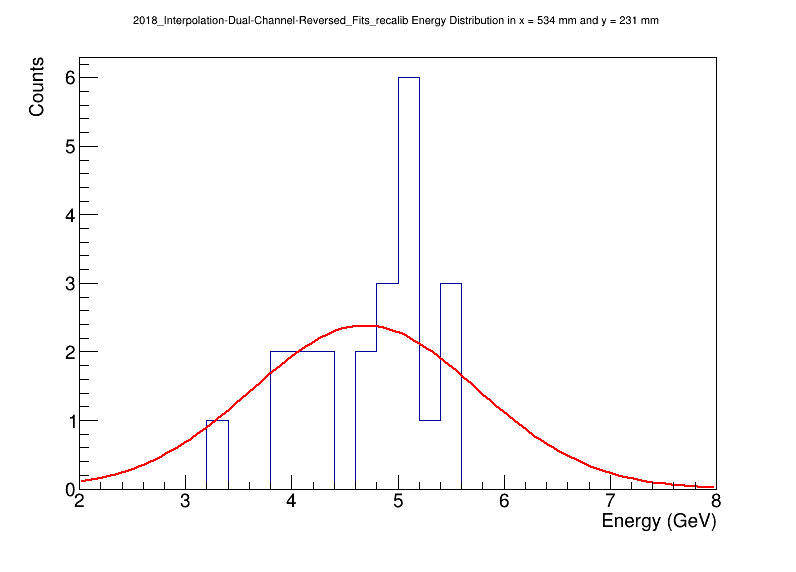 2018_Interpolation-Dual-Channel-Reversed_Fits_recalib Energy Distribution in x = 534 mm and y = 231 mm
Counts
6
5
4
3
2
1
0
2 3 4 5 6 7 8
Energy (GeV)